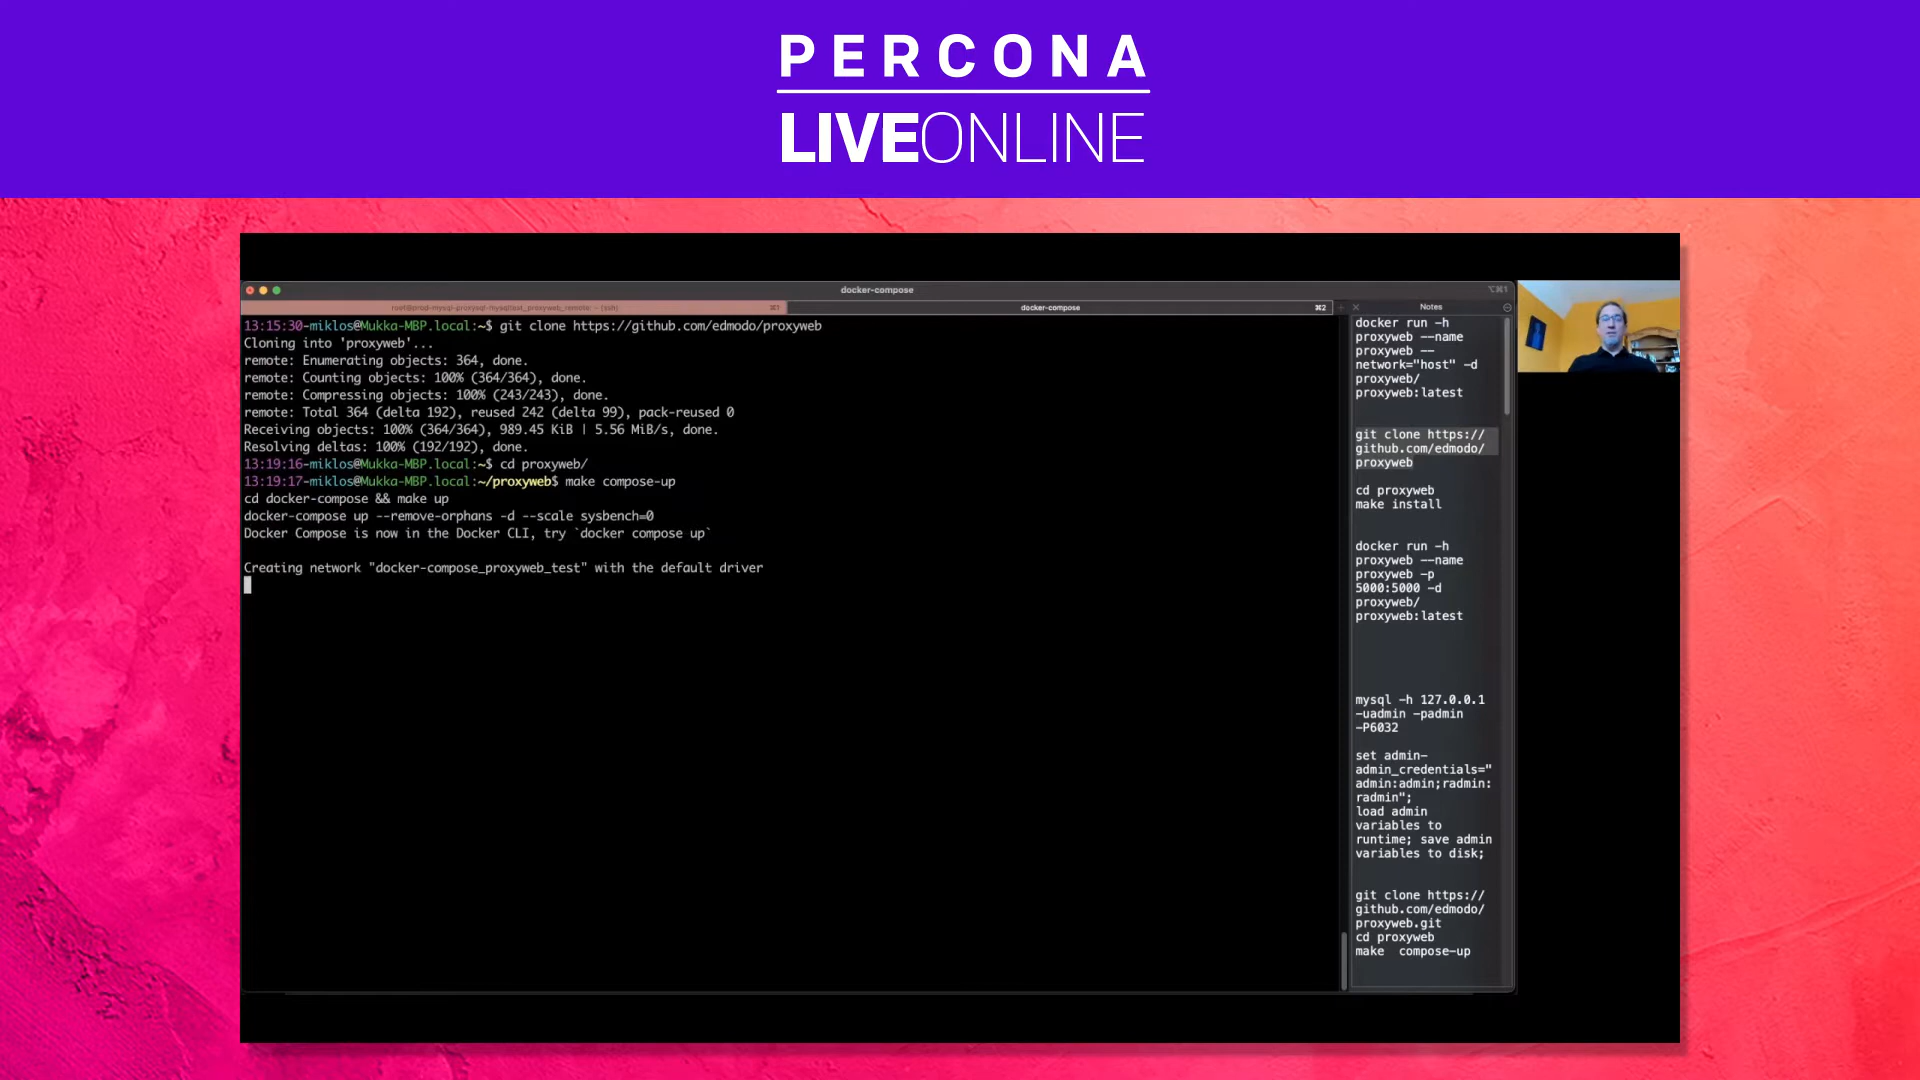 PERCONA
LIVEONLINE
docker-compose
⌥⌘1
root@prod-mysql-proxysql-mysqltest_proxyweb_remote: ~ (ssh)
⌘1
docker-compose
⌘2
Notes
13:15:30-miklos@Mukka-MBP.local:~$ git clone https://github.com/edmodo/proxyweb
Cloning into 'proxyweb'...
remote: Enumerating objects: 364, done.
remote: Counting objects: 100% (364/364), done.
remote: Compressing objects: 100% (243/243), done.
remote: Total 364 (delta 192), reused 242 (delta 99), pack-reused 0
Receiving objects: 100% (364/364), 989.45 KiB | 5.56 MiB/s, done.
Resolving deltas: 100% (192/192), done.
13:19:16-miklos@Mukka-MBP.local:~$ cd proxyweb/
13:19:17-miklos@Mukka-MBP.local:~/proxyweb$ make compose-up
cd docker-compose && make up
docker-compose up --remove-orphans -d --scale sysbench=0
Docker Compose is now in the Docker CLI, try `docker compose up`
Creating network "docker-compose_proxyweb_test" with the default driver
docker run -h
proxyweb --name
proxyweb --
network="host" -d
proxyweb/
proxyweb:latest
git clone https://
github.com/edmodo/
proxyweb
cd proxyweb
make install
docker run -h
proxyweb --name
proxyweb -p
5000:5000 -d
proxyweb/
proxyweb:latest
mysql -h 127.0.0.1
-uadmin -padmin
-P6032
set admin-
admin_credentials="
admin:admin;radmin:
radmin";
load admin
variables to
runtime; save admin
variables to disk;
git clone https://
github.com/edmodo/
proxyweb.git
cd proxyweb
make  compose-up